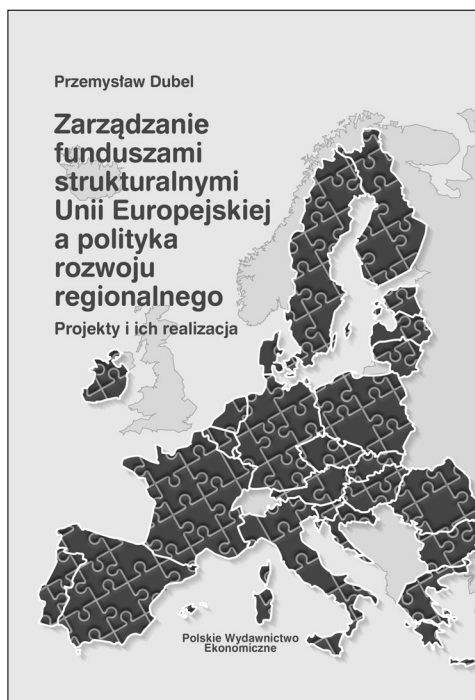 Przemysław Dubel
Zarządzanie
funduszami
strukturalnymi
Unii Europejskiej
a polityka
rozwoju
regionalnego
Projekty i ich realizacja
Polskie Wydawnictwo
Ekonomiczne